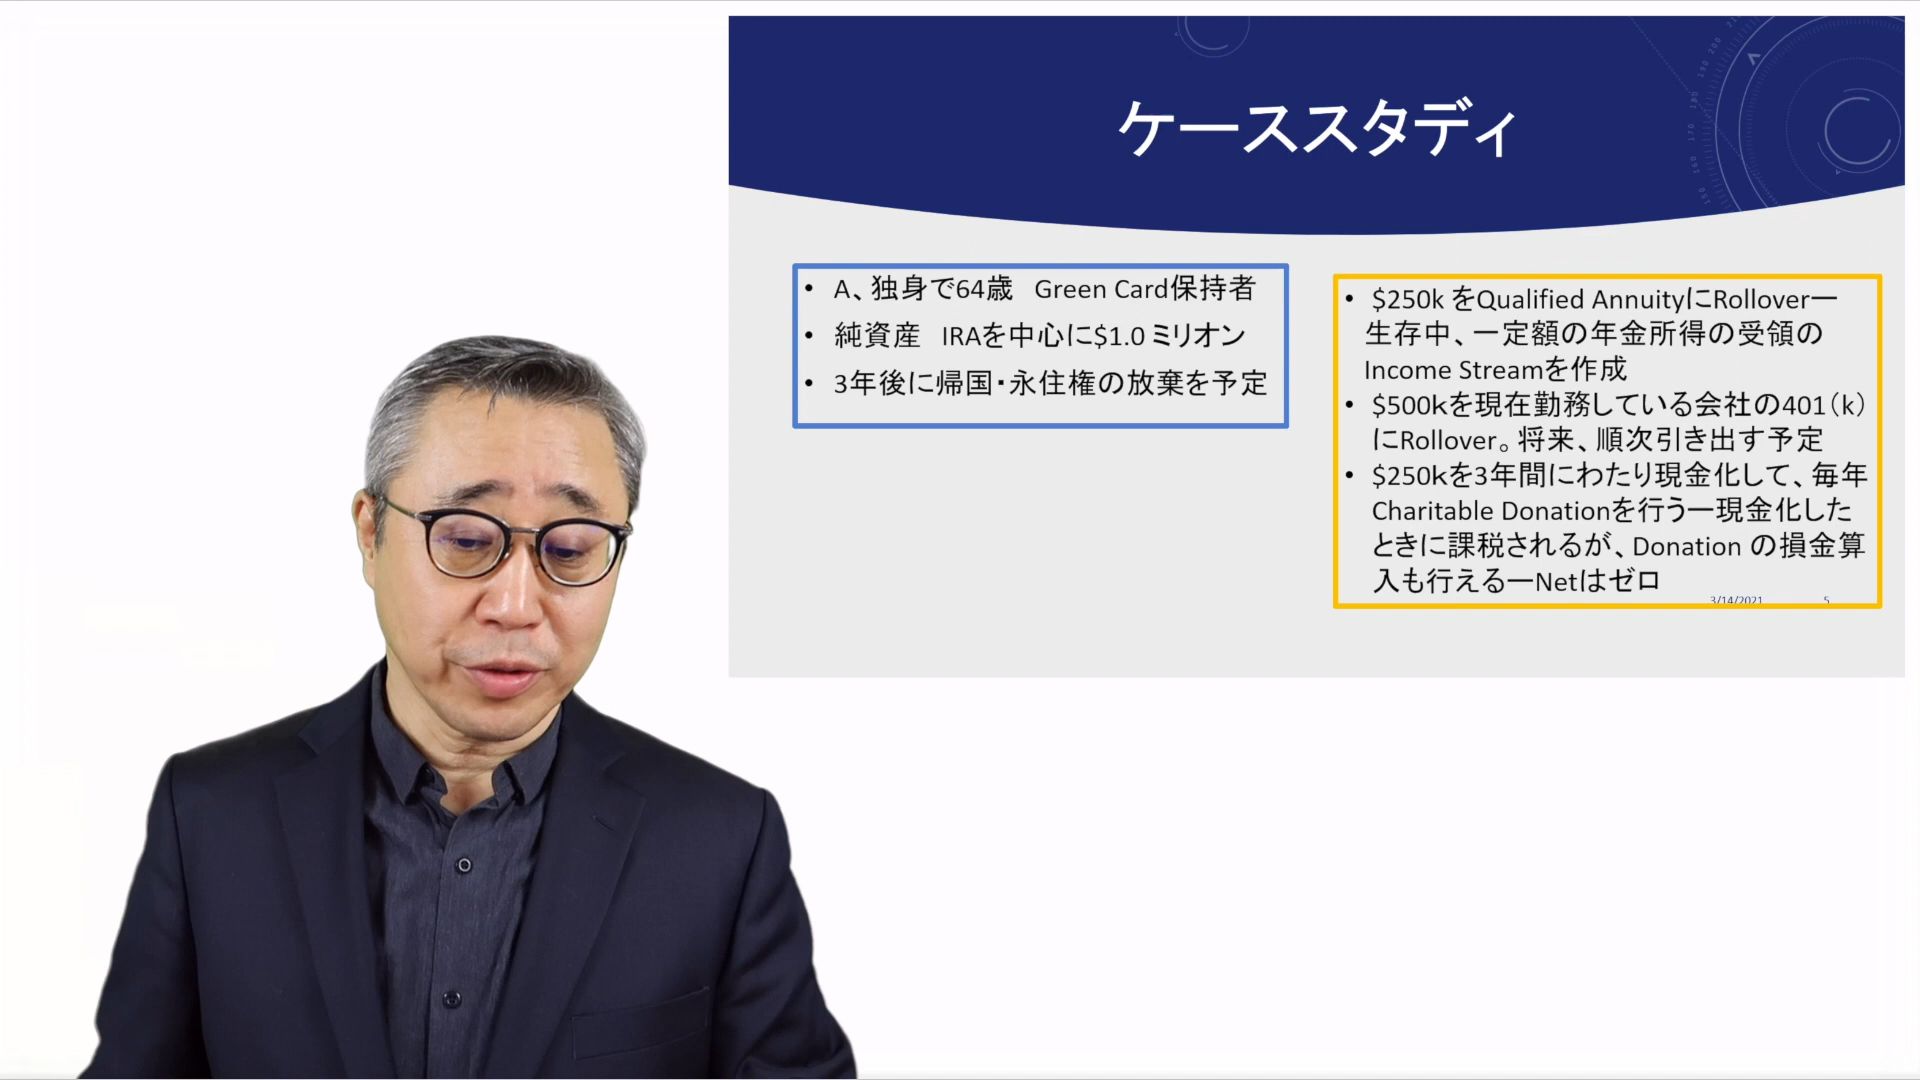 ケーススタディ
• A、独身で64歳 Green Card保持者
• 純資産 IRAを中心に$1.0 ミリオン
• 3年後に帰国・永住権の放棄を予定
• $250k をQualified AnnuityにRolloverー
生存中、一定額の年金所得の受領の
Income Streamを作成
• $500kを現在勤務している会社の401(k)
にRollover。将来、順次引き出す予定
• $250kを3年間にわたり現金化して、毎年
Charitable Donationを行うー現金化した
ときに課税されるが、Donation の損金算
入も行えるーNetはゼロ
3/14/2021 5